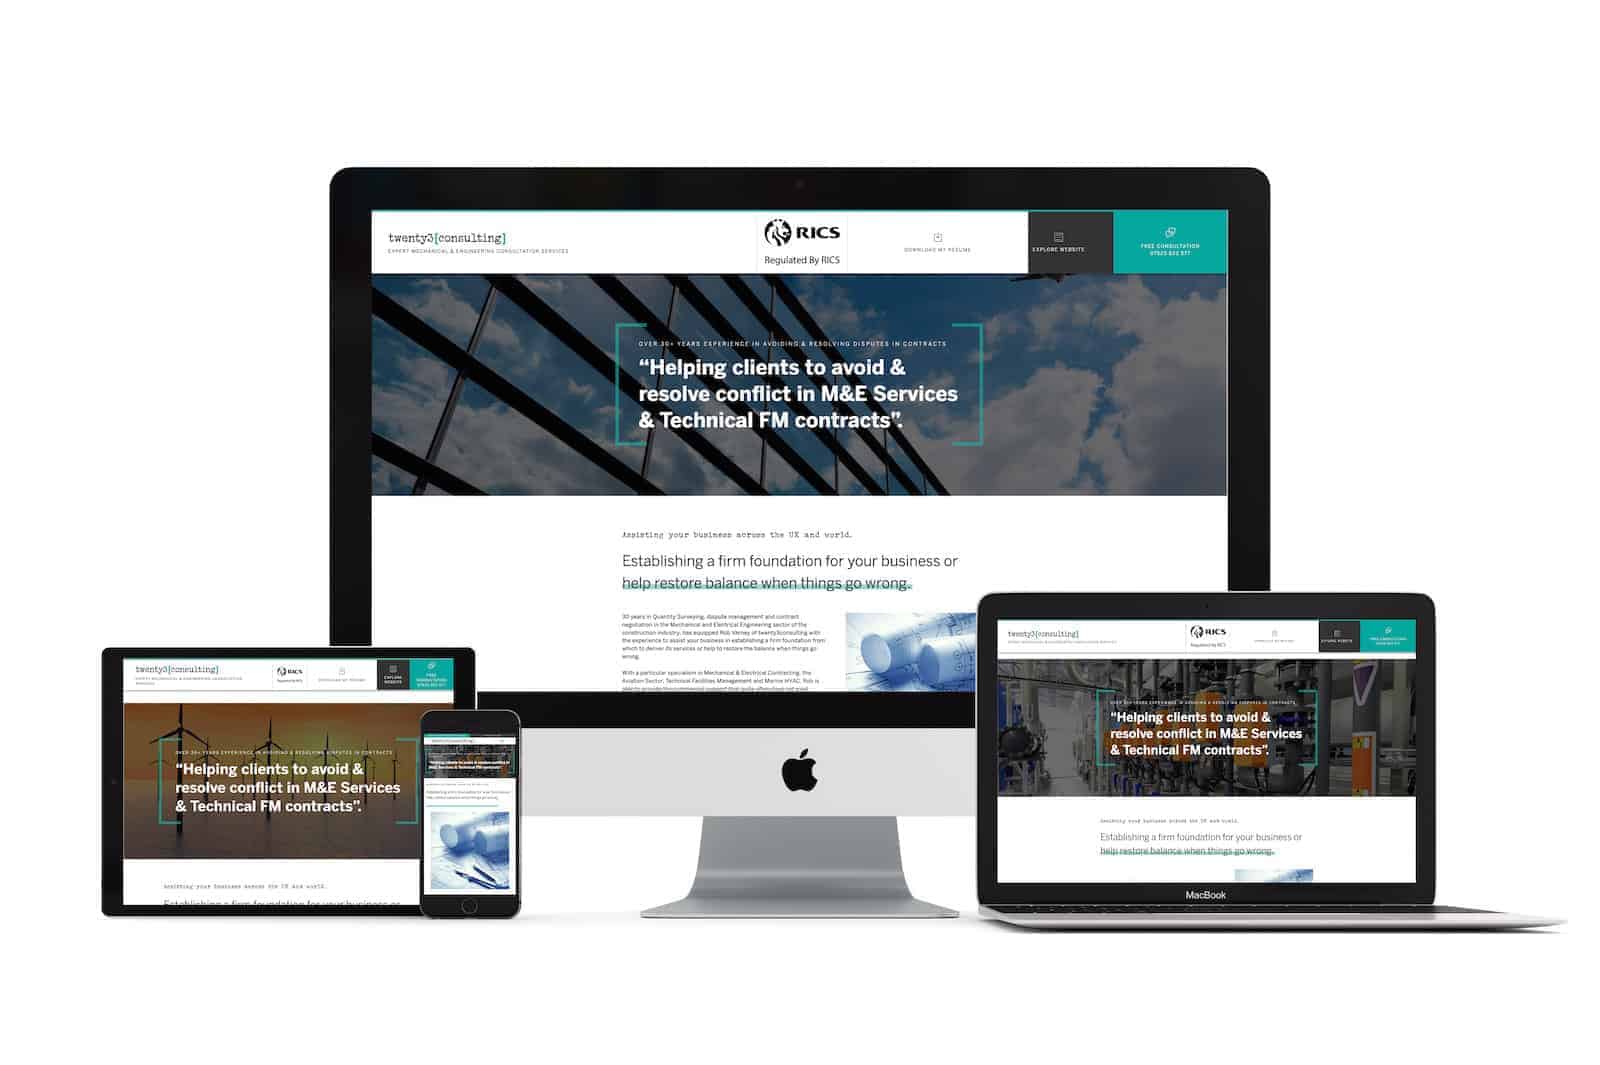 twenty3[consulting]
EXPERT MECHANICAL & ENGINEERING CONSULTATION SERVICES
RICS
Regulated By RICS
DOWNLOAD MY RESUME
EXPLORE WEBSITE
FREE CONSULTATION
OVER 30+ YEARS EXPERIENCE IN AVOIDING & RESOLVING DISPUTES IN CONTRACTS
“Helping clients to avoid &
resolve conflict in M&E Services
& Technical FM contracts”.
Assisting your business across the UK and world.
Establishing a firm foundation for your business or
help restore balance when things go wrong.
30 years in Quantity Surveying, dispute management and contract
negotiation in the Mechanical and Electrical Engineering sector of the
construction industry, has equipped Rob Varney of twenty3consulting with
the experience to assist your business in establishing a firm foundation from
which to deliver its services or help to restore the balance when things go
wrong.
With a particular specialism in Mechanical & Electrical Contracting, the
Aviation Sector, Technical Facilities Management and Marine HVAC, Rob is
twenty3[consulting]
EXPERT MECHANICAL & ENGINEERING CONSULTATION
SERVICES
RICS
Regulated By RICS
DOWNLOAD MY RESUME
EXPLORE
WEBSITE
FREE
CONSULTATION
OVER 30+ YEARS EXPERIENCE IN AVOIDING & RESOLVING DISPUTES IN CONTRACTS
“Helping clients to avoid &
resolve conflict in M&E Services
& Technical FM contracts”.
Assisting your business across the UK and world.
Establishing a firm foundation for your business or
“Helping clients to avoid & resolve conflict in
M&E Services & Technical FM contracts”.
Establishing a firm foundation for your business
help restore balance when things go wrong.
twenty3[consulting]
RICS
Regulated By RICS
EXPLORE WEBSITE
FREE CONSULTATION
OVER 30+ YEARS EXPERIENCE IN AVOIDING & RESOLVING DISPUTES IN CONTRACTS
“Helping clients to avoid &
resolve conflict in M&E Services
& Technical FM contracts”.
Assisting your business across the UK and world.
Establishing a firm foundation for your business or
help restore balance when things go wrong.
MacBook